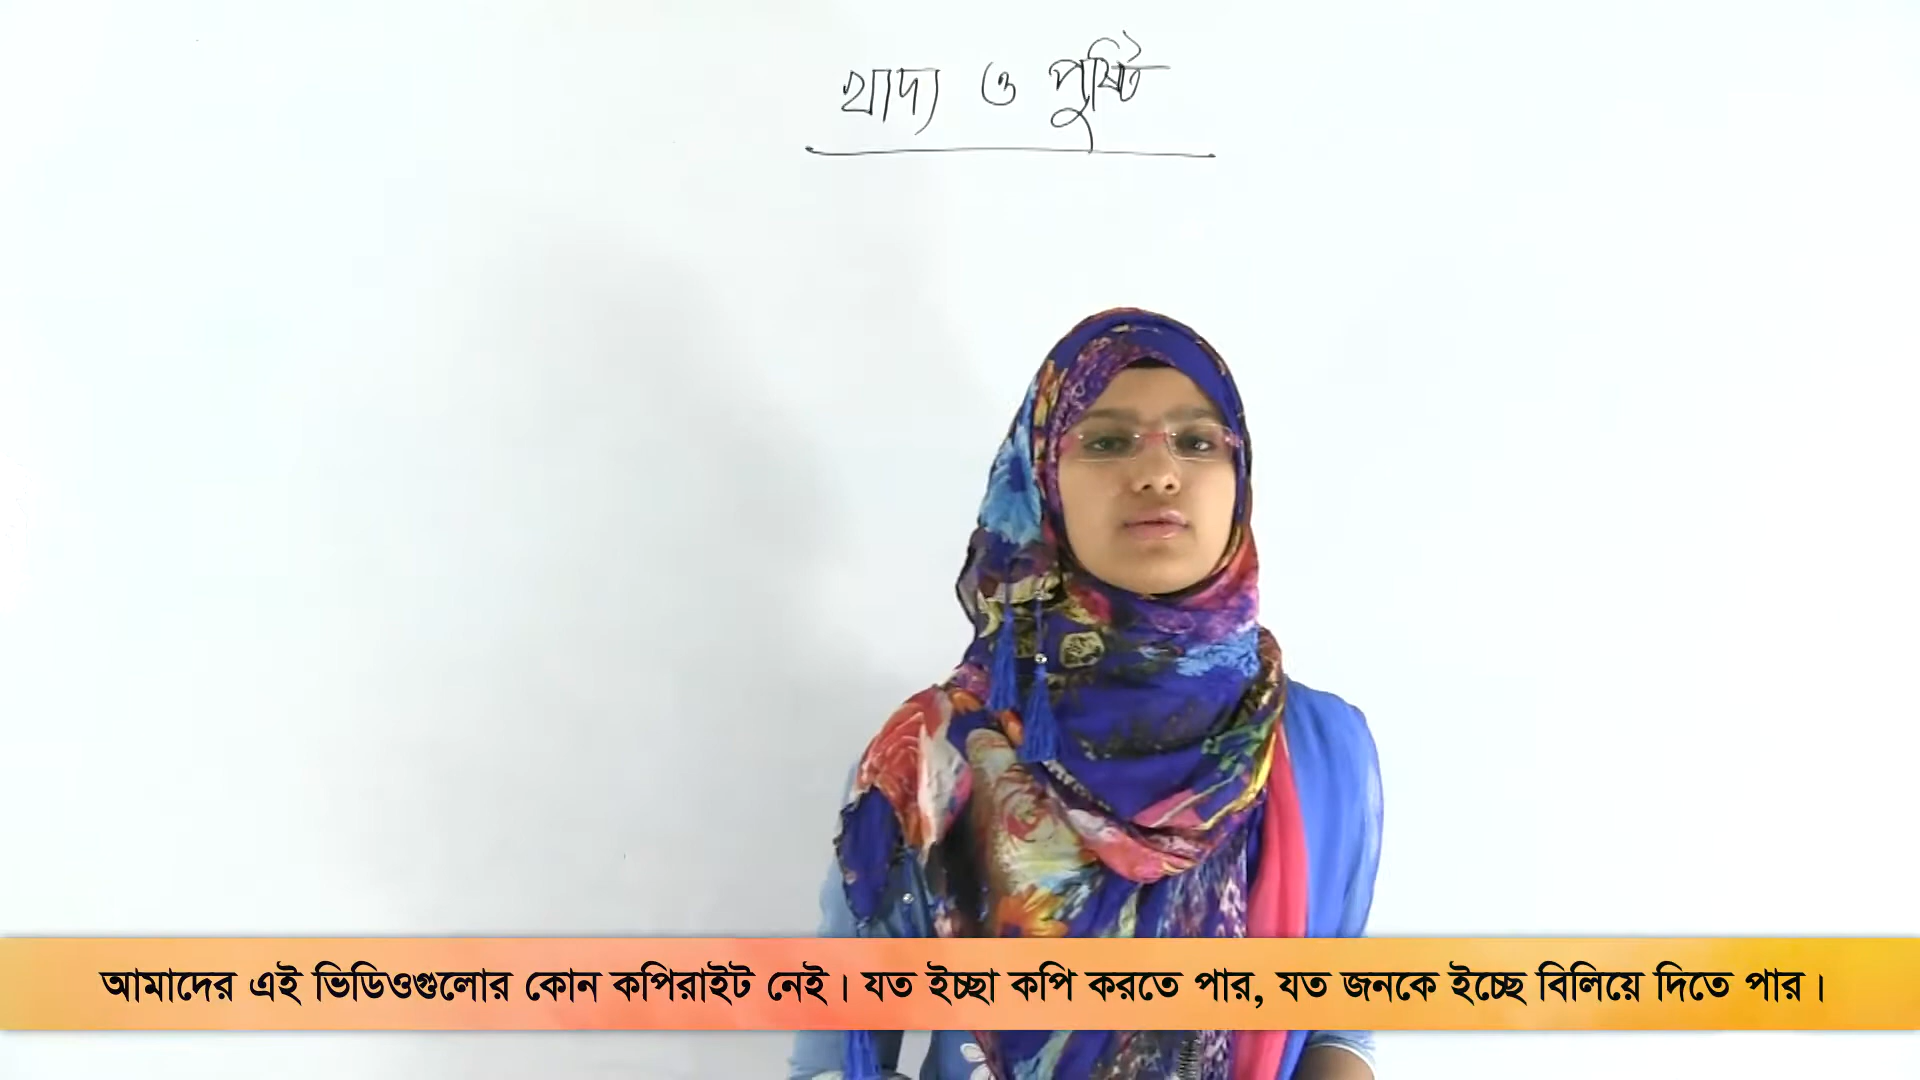 খাদ্য ও পুষ্টি
আমাদের এই ভিডিওগুলোর কোন কপিরাইট নেই। যত ইচ্ছা কপি করতে পার, যত জনকে ইচ্ছে বিলিয়ে দিতে পার।